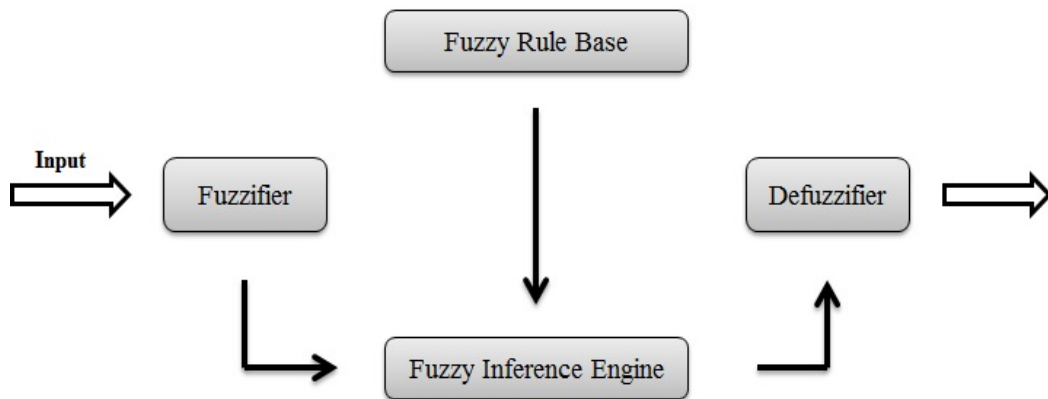 Fuzzy Rule Base
Input
Fuzzifier
Defuzzifier
Fuzzy Inference Engine